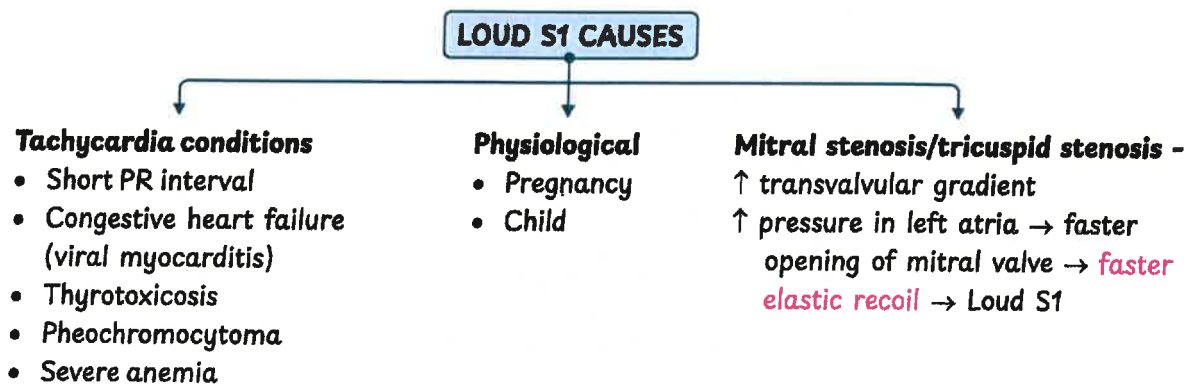 LOUD S1 CAUSES
Tachycardia conditions
• Short PR interval
• Congestive heart failure
(viral myocarditis)
• Thyrotoxicosis
• Pheochromocytoma
• Severe anemia
Physiological
• Pregnancy
• Child
Mitral stenosis/tricuspid stenosis -
↑ transvalvular gradient
↑ pressure in left atria → faster
opening of mitral valve → faster
elastic recoil → Loud S1